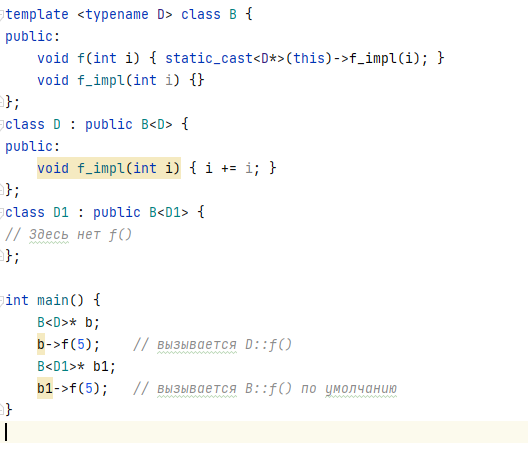 template <typename D> class B {
public:
    void f(int i) { static_cast<D*>(this)->f_impl(i); }
    void f_impl(int i) {}
};
class D : public B<D> {
public:
    void f_impl(int i) { i += i; }
};
class D1 : public B<D1> {
// Здесь нет f()
};

int main() {
    B<D>* b;
    b->f(5);    // вызывается D::f()
    B<D1>* b1;
    b1->f(5);   // вызывается B::f() по умолчанию
}